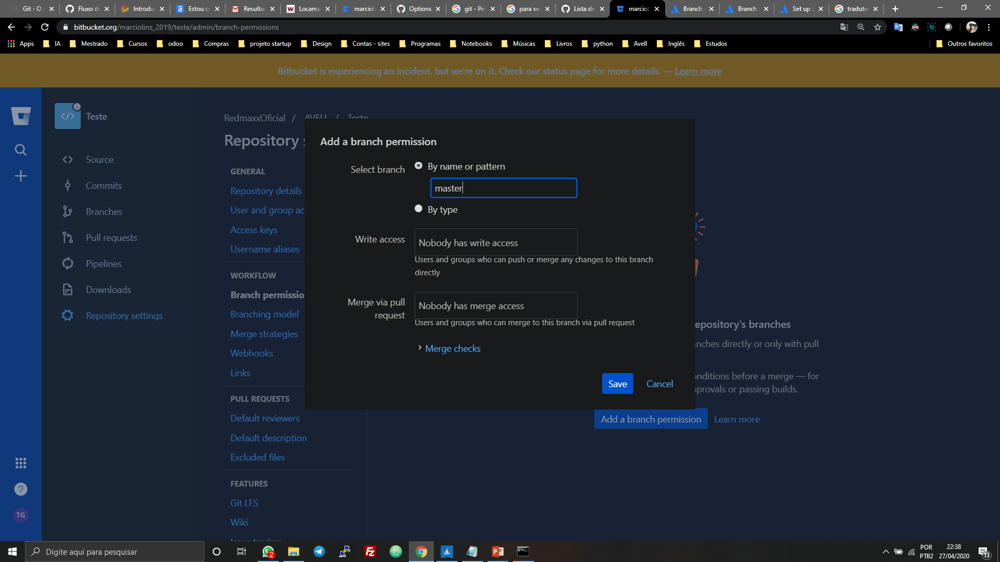 Git - O
Fluxo de
Introdu
Estou co
Resultac
Locama
marcioli
Options
git - Pes
para ver
Lista de
marcioli
Branch
Branch
Set up a
traduto
bitbucket.org/marciolins_2019/teste/admin/branch-permissions
Apps IA Mestrado Cursos odoo Compras projeto startup Design Contas - sites Programas Notebooks Músicas Livros python Avell Inglês Estudos Outros favoritos
Bitbucket is experiencing an incident, but we're on it. Check our status page for more details. — Learn more
Teste
Source
Commits
Branches
Pull requests
Pipelines
Downloads
Repository settings
TG
RedmaxxOficial / AVELL / Teste
Repository s
GENERAL
Repository details
User and group ac
Access keys
Username aliases
WORKFLOW
Branch permissio
Branching model
Merge strategies
Webhooks
Links
PULL REQUESTS
Default reviewers
Default description
Excluded files
FEATURES
Git LFS
Wiki
Issue tracker
Add a branch permission
Select branch
By name or pattern
master
By type
Write access
Nobody has write access
Users and groups who can push or merge any changes to this branch
directly
Merge via pull
request
Nobody has merge access
Users and groups who can merge to this branch via pull request
Merge checks
Save Cancel
epository's branches
nches directly or only with pull
onditions before a merge — for
provals or passing builds.
Add a branch permission Learn more
Digite aqui para pesquisar
2
POR
PTB2
22:38
27/04/2020
13